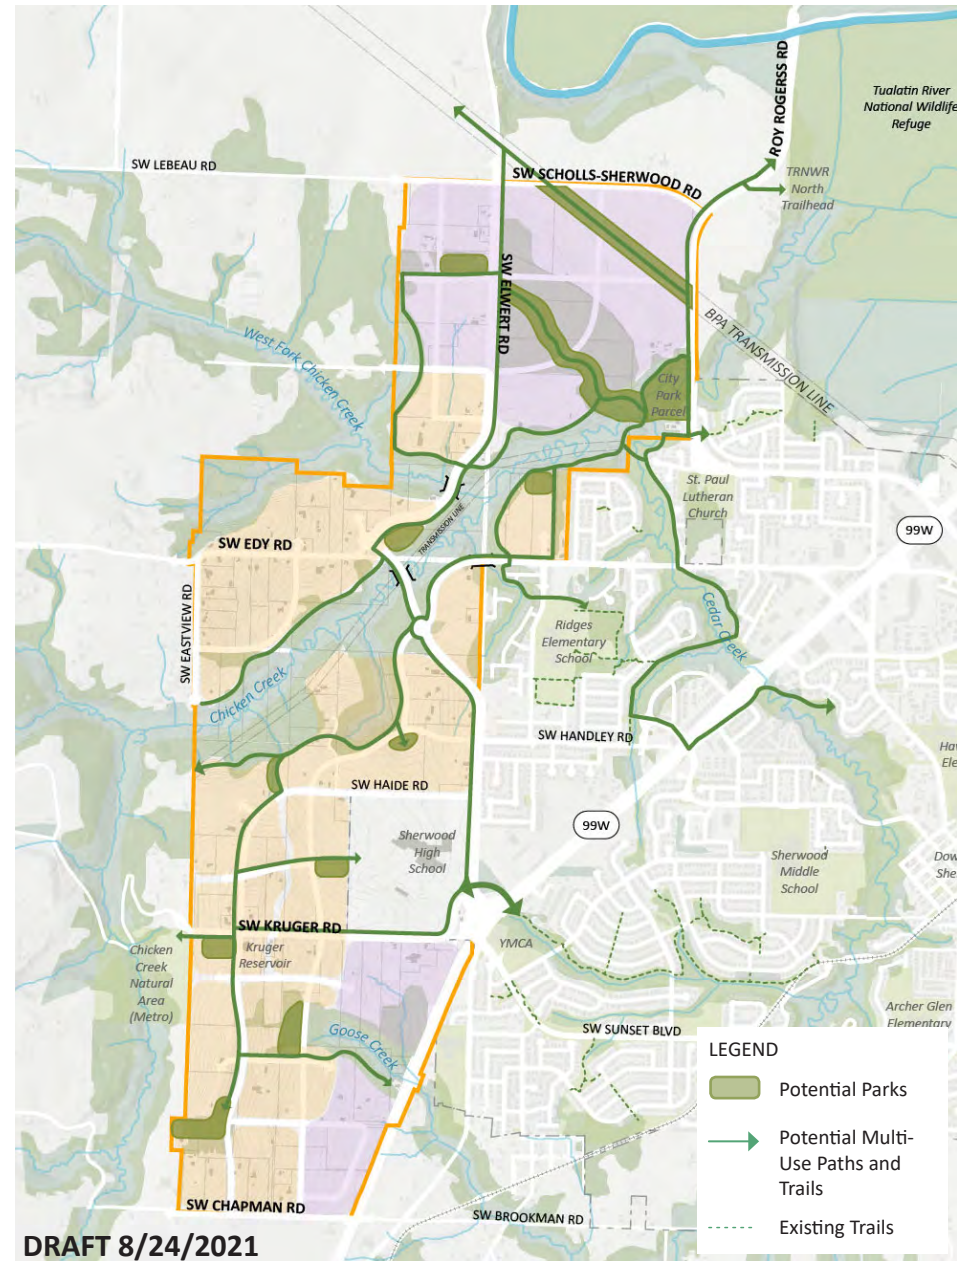 Tualatin River
National Wildlife
Refuge
ROY ROGERSS RD
SW LEBEAU RD
SW SCHOLLS-SHERWOOD RD
TRNWR
North
Trailhead
SW ELWERT RD
BPA TRANSMISSION LINE
West Fork Chicken Creek
City
Park
Parcel
St. Paul
Lutheran
Church
99W
TRANSMISSION LINE
SW EDY RD
SW EASTVIEW RD
Cedar Creek
Ridges
Elementary
School
Chicken Creek
SW HANDLEY RD
Ha
Ele
SW HAIDE RD
99W
Sherwood
High
School
Sherwood
Middle
School
Dow
She
SW KRUGER RD
Kruger
Reservoir
YMCA
Chicken
Creek
Natural
Area
(Metro)
Archer Glen
Elementary
Goose Creek
SW SUNSET BLVD
LEGEND
Potential Parks
Potential Multi-
Use Paths and
Trails
Existing Trails
SW CHAPMAN RD
SW BROOKMAN RD
DRAFT 8/24/2021